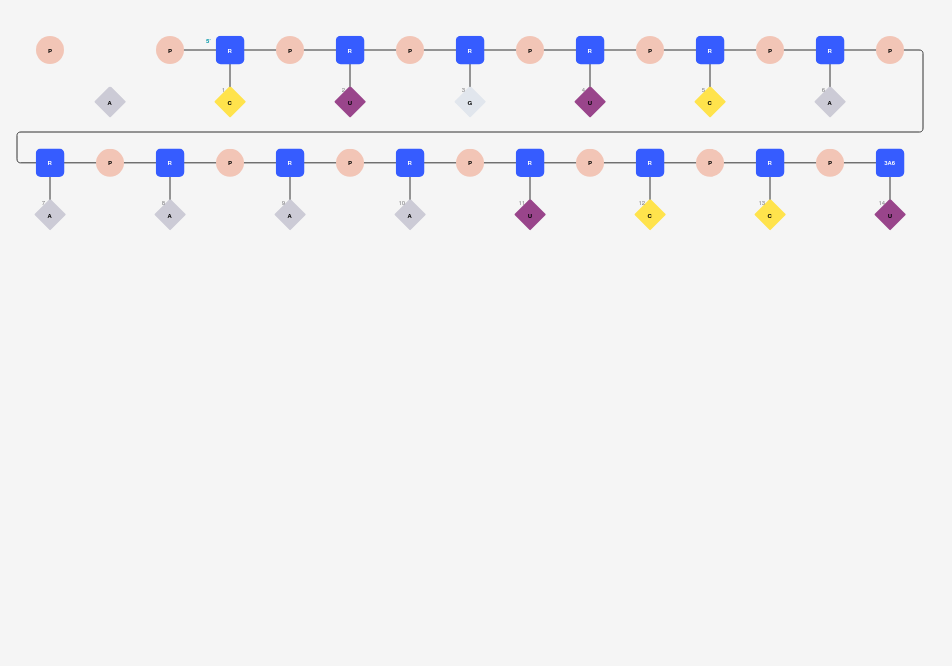 P P 5' R P R P R P R P R P R P
A 1 C 2 U 3 G 4 U 5 C 6 A
R P R P R P R P R P R P R P 3A6
7 A 8 A 9 A 10 A 11 U 12 C 13 C 14 U